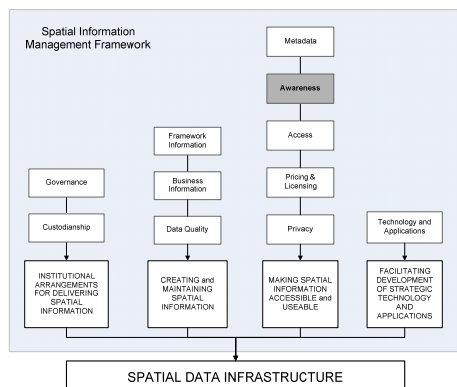 Spatial Information
Management Framework
Metadata
Awareness
Access
Pricing &
Licensing
Privacy
Framework
Information
Business
Information
Data Quality
Governance
Custodianship
Technology and
Applications
INSTITUTIONAL
ARRANGEMENTS
FOR DELIVERING
SPATIAL
INFORMATION
CREATING and
MAINTAINING
SPATIAL
INFORMATION
MAKING SPATIAL
INFORMATION
ACCESSIBLE and
USEABLE
FACILITATING
DEVELOPMENT
OF STRATEGIC
TECHNOLOGY
AND
APPLICATIONS
SPATIAL DATA INFRASTRUCTURE